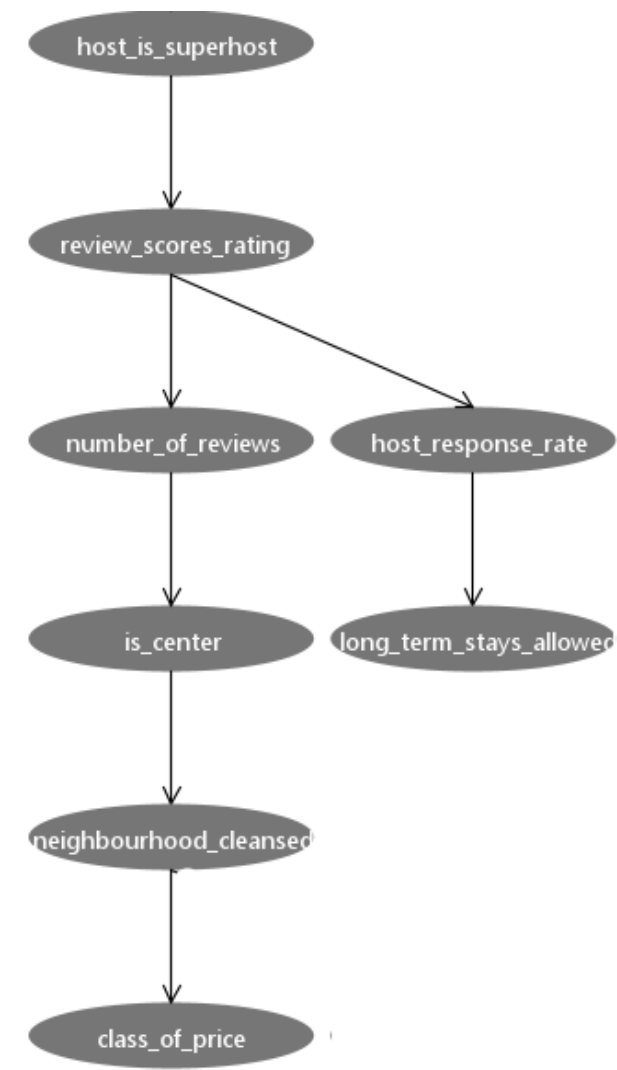 host_is_superhost
review_scores_rating
number_of_reviews
host_response_rate
is_center
long_term_stays_allowed
neighbourhood_cleansed
class_of_price